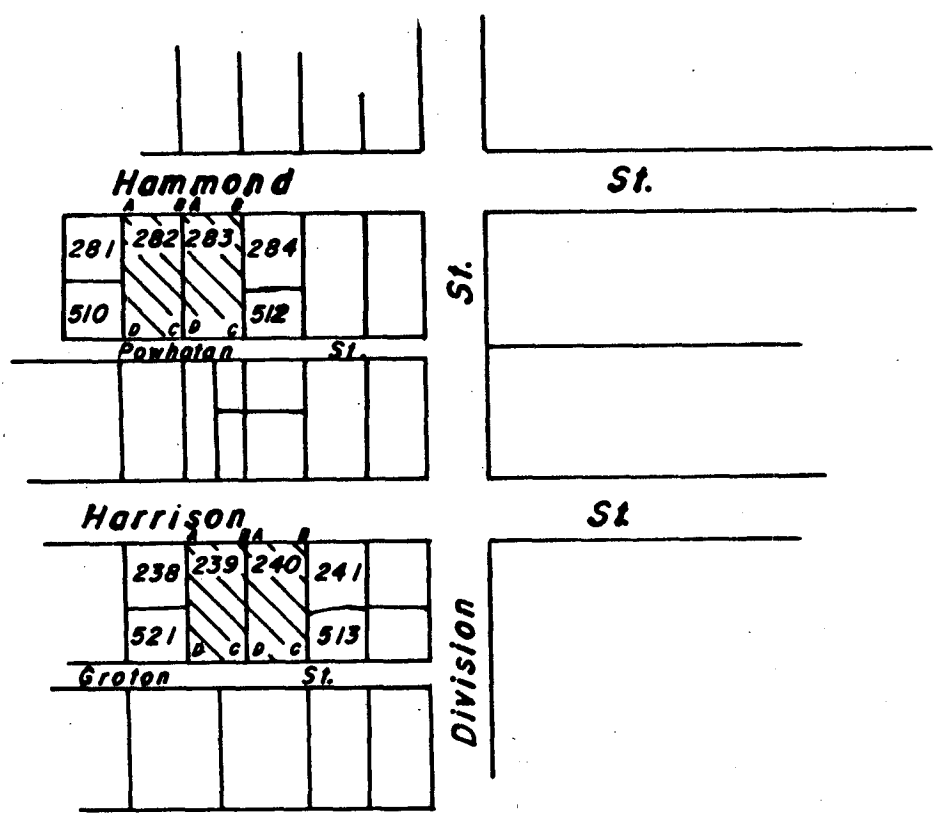 Hammond St.
A B A B
281 282 283 284
510 512
D C D C
Powhatan St.
St.
Harrison St.
A B A B
238 239 240 241
521 513
D C D C
Groton St.
Division